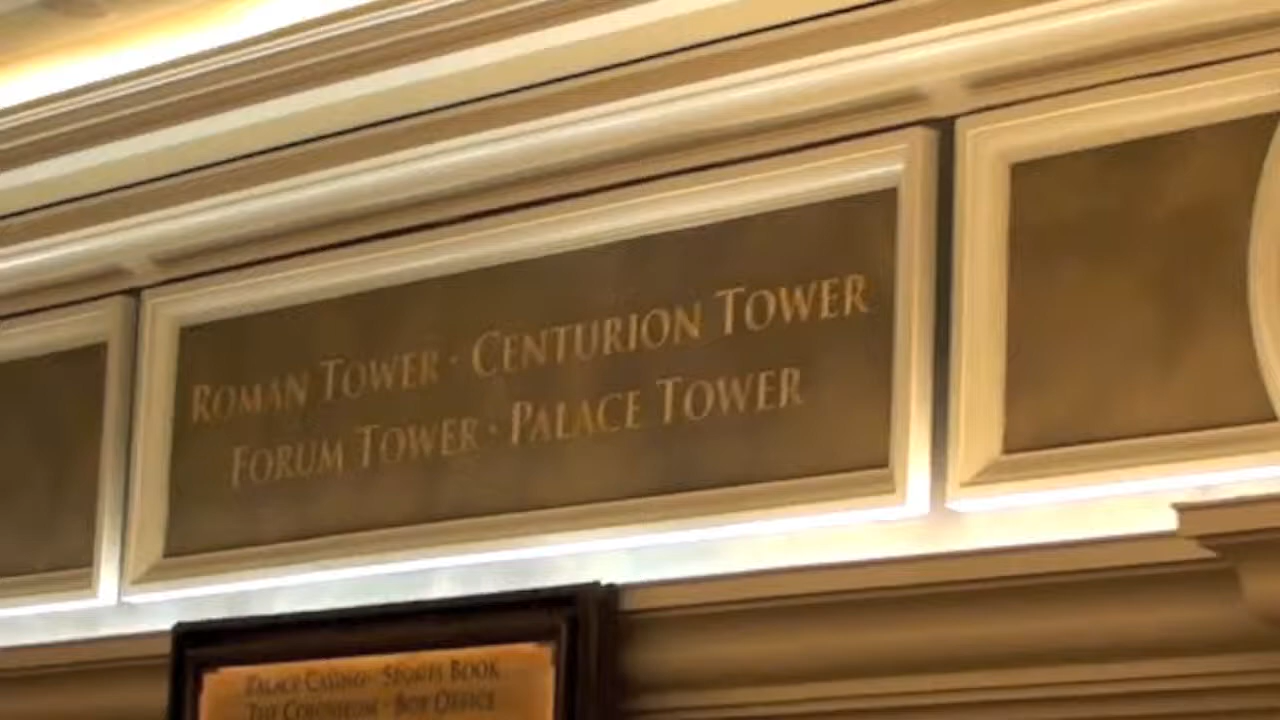 ROMAN TOWER · CENTURION TOWER
FORUM TOWER · PALACE TOWER
PALACE CASINO · SPORTS BOOK
THE COLOSSEUM · BOX OFFICE